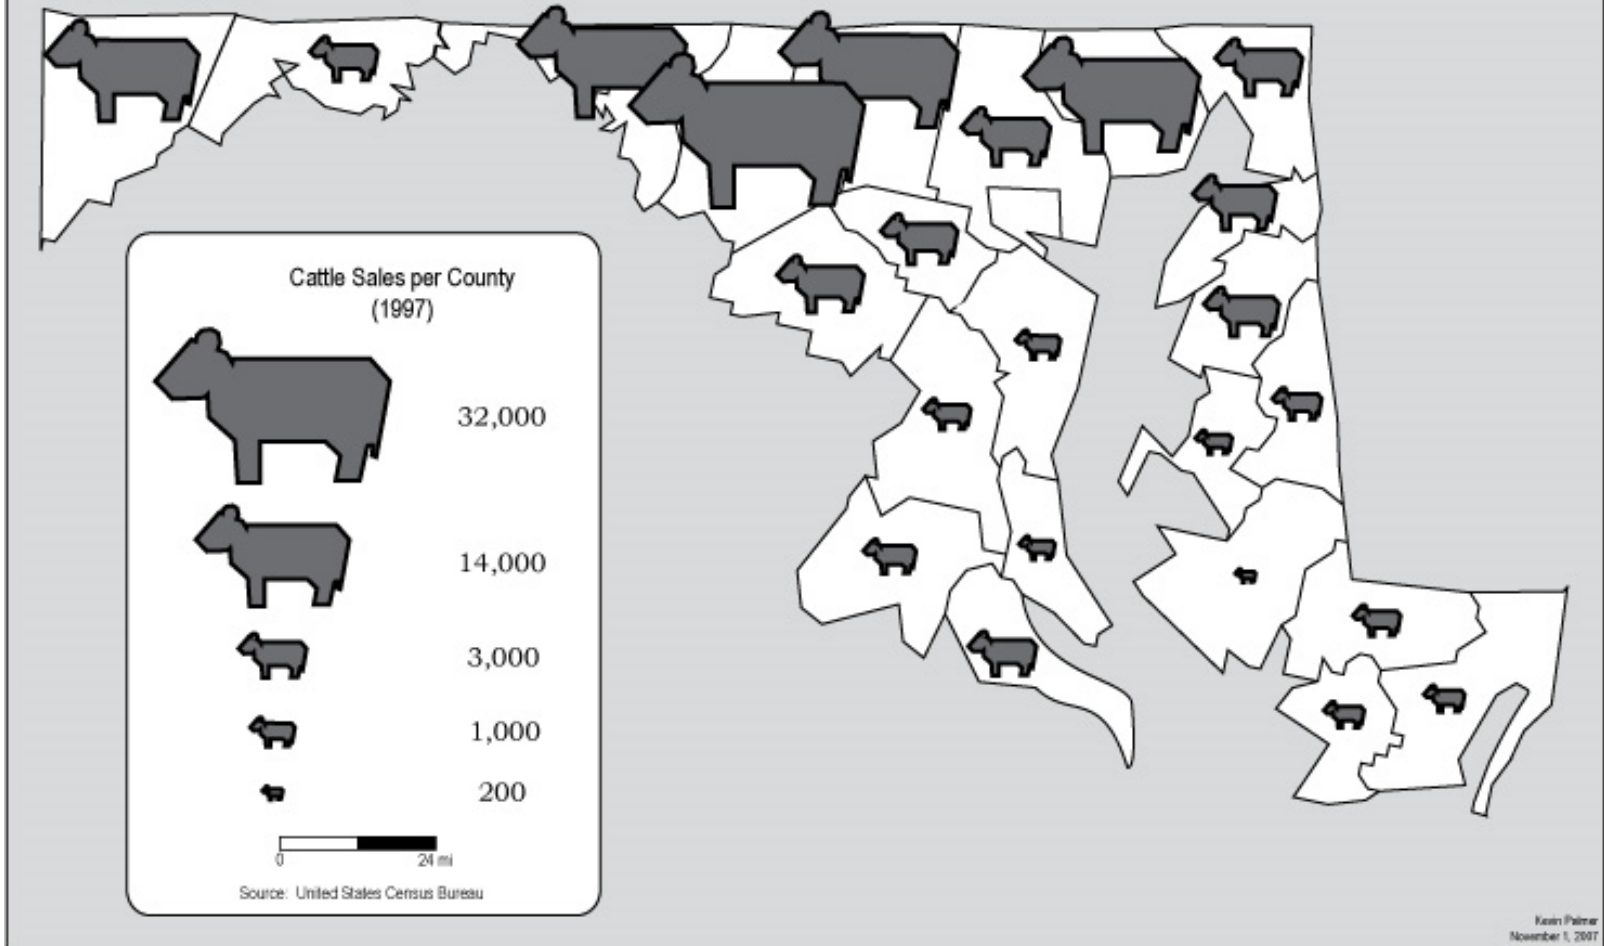 Cattle Sales per County
(1997)
32,000
14,000
3,000
1,000
200
0 24 mi
Source: United States Census Bureau
Kevin Palmer
November 1, 2007